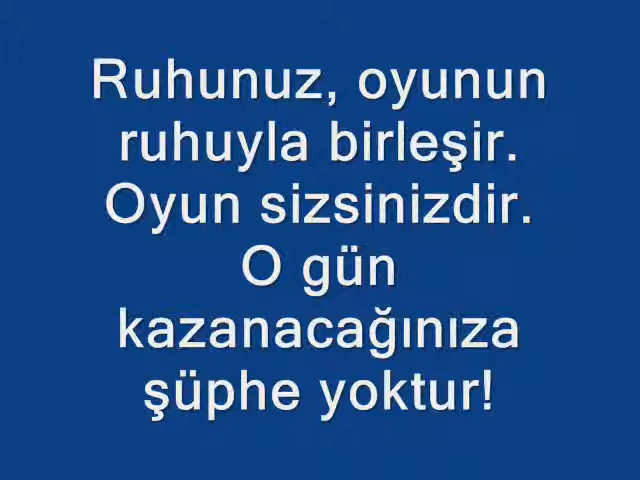 Ruhunuz, oyunun
ruhuyla birleşir.
Oyun sizsinizdir.
O gün
kazanacağınıza
şüphe yoktur!